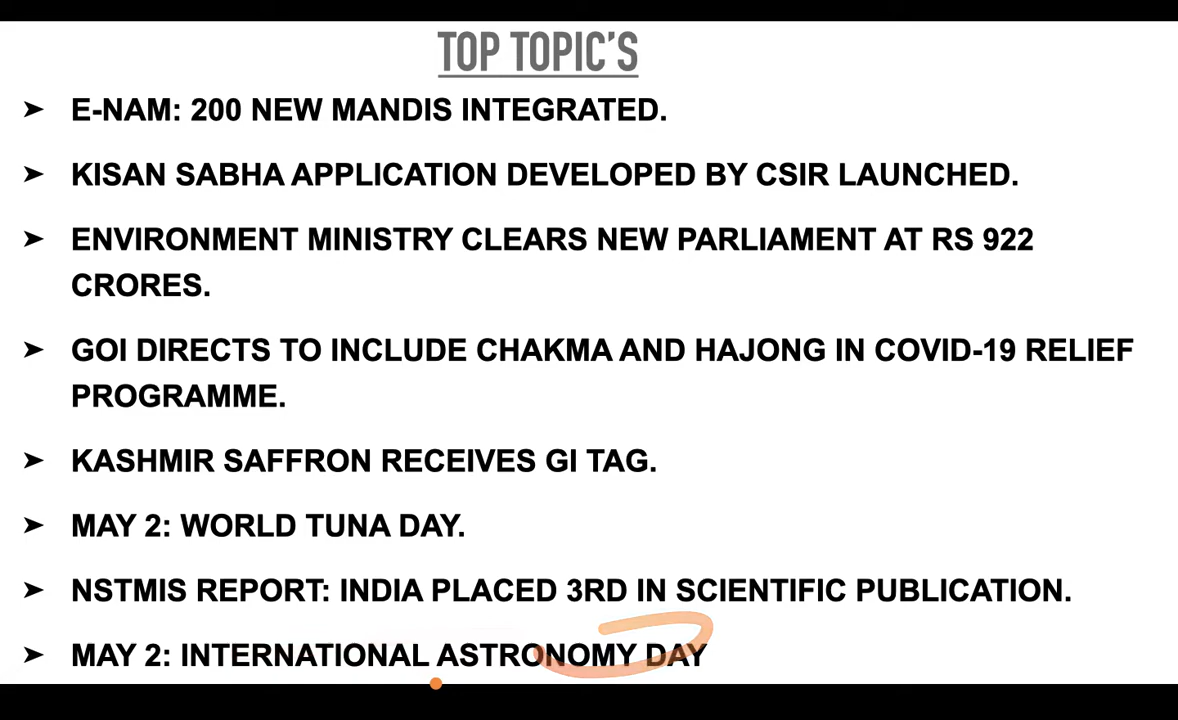 TOP TOPIC'S
➤ E-NAM: 200 NEW MANDIS INTEGRATED.
➤ KISAN SABHA APPLICATION DEVELOPED BY CSIR LAUNCHED.
➤ ENVIRONMENT MINISTRY CLEARS NEW PARLIAMENT AT RS 922
CRORES.
➤ GOI DIRECTS TO INCLUDE CHAKMA AND HAJONG IN COVID-19 RELIEF
PROGRAMME.
➤ KASHMIR SAFFRON RECEIVES GI TAG.
➤ MAY 2: WORLD TUNA DAY.
➤ NSTMIS REPORT: INDIA PLACED 3RD IN SCIENTIFIC PUBLICATION.
➤ MAY 2: INTERNATIONAL ASTRONOMY DAY